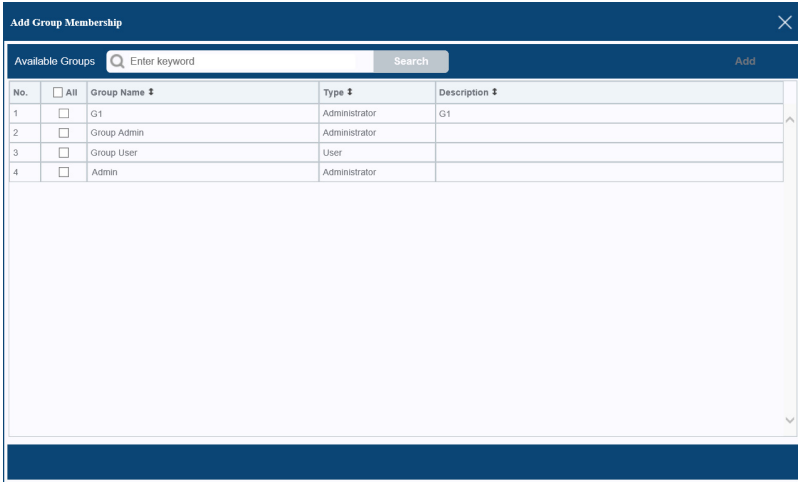 Add Group Membership
Available Groups Enter keyword Search Add
No. All Group Name Type Description
1 G1 Administrator G1
2 Group Admin Administrator
3 Group User User
4 Admin Administrator